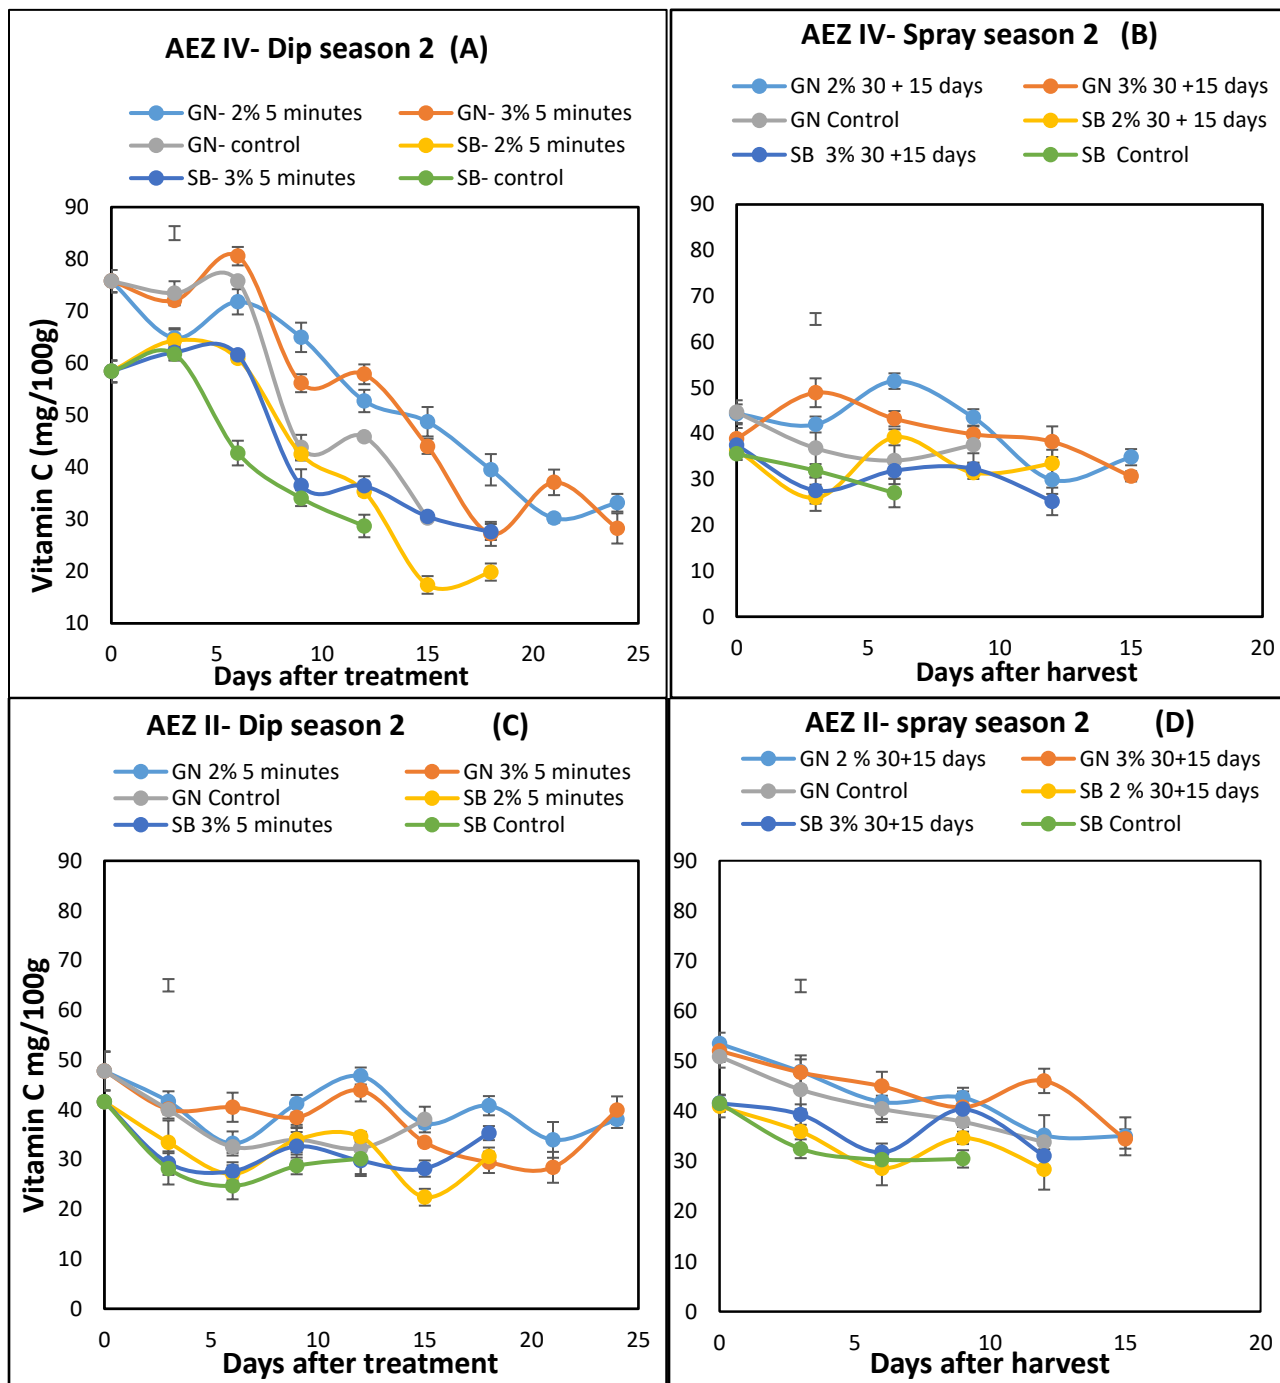 AEZ IV- Dip season 2 (A)
GN- 2% 5 minutes GN- 3% 5 minutes
GN- control SB- 2% 5 minutes
SB- 3% 5 minutes SB- control
90
80
70
60
50
40
30
20
10
Vitamin C (mg/100g)
0 5 10 15 20 25
Days after treatment
AEZ IV- Spray season 2 (B)
GN 2% 30 + 15 days GN 3% 30 +15 days
GN Control SB 2% 30 + 15 days
SB 3% 30 +15 days SB Control
90
80
70
60
50
40
30
20
10
0
0 5 10 15 20
Days after harvest
AEZ II- Dip season 2 (C)
GN 2% 5 minutes GN 3% 5 minutes
GN Control SB 2% 5 minutes
SB 3% 5 minutes SB Control
90
80
70
60
50
40
30
20
10
0
Vitamin C mg/100g
0 5 10 15 20 25
Days after treatment
AEZ II- spray season 2 (D)
GN 2 % 30+15 days GN 3% 30+15 days
GN Control SB 2 % 30+15 days
SB 3% 30+15 days SB Control
90
80
70
60
50
40
30
20
10
0
0 5 10 15 20
Days after harvest